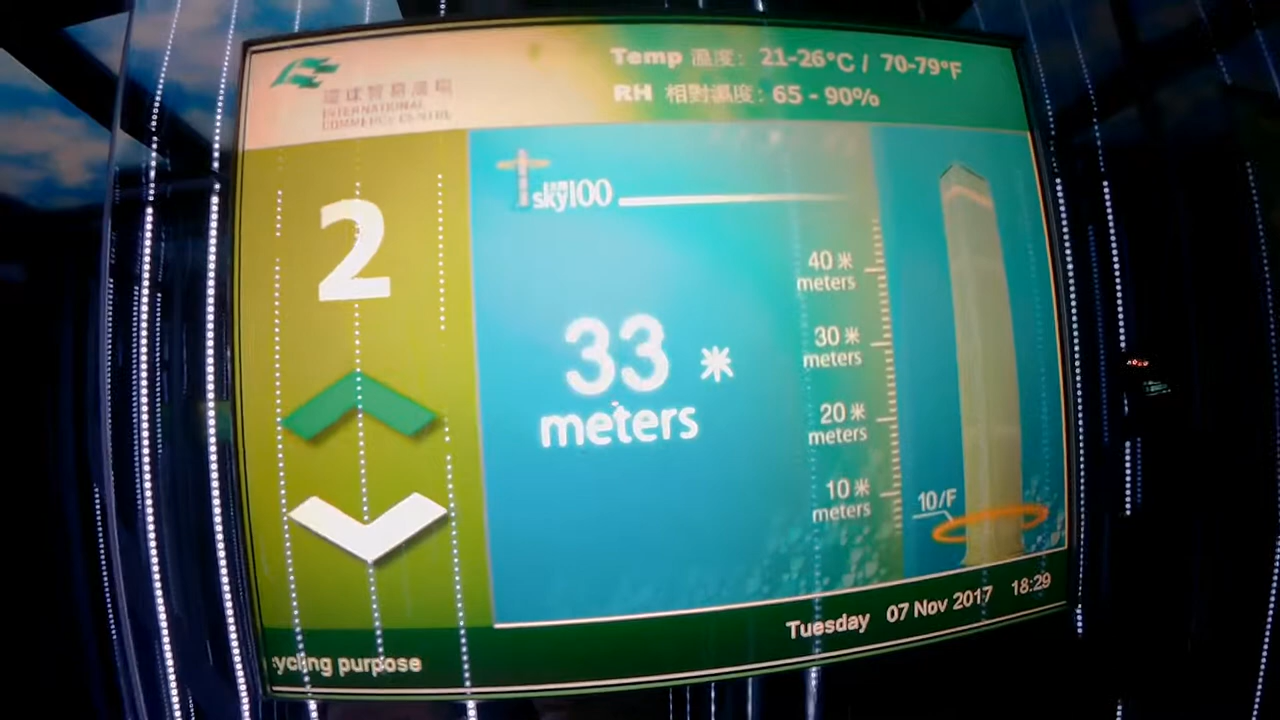 Temp 溫度: 21-26°C / 70-79°F
RH 相對濕度: 65 - 90%
環球貿易廣場
INTERNATIONAL
COMMERCE CENTRE
2
sky100
33 米
meters
40 米
meters
30 米
meters
20 米
meters
10 米
meters
10/F
Tuesday 07 Nov 2017 18:29
ycling purpose